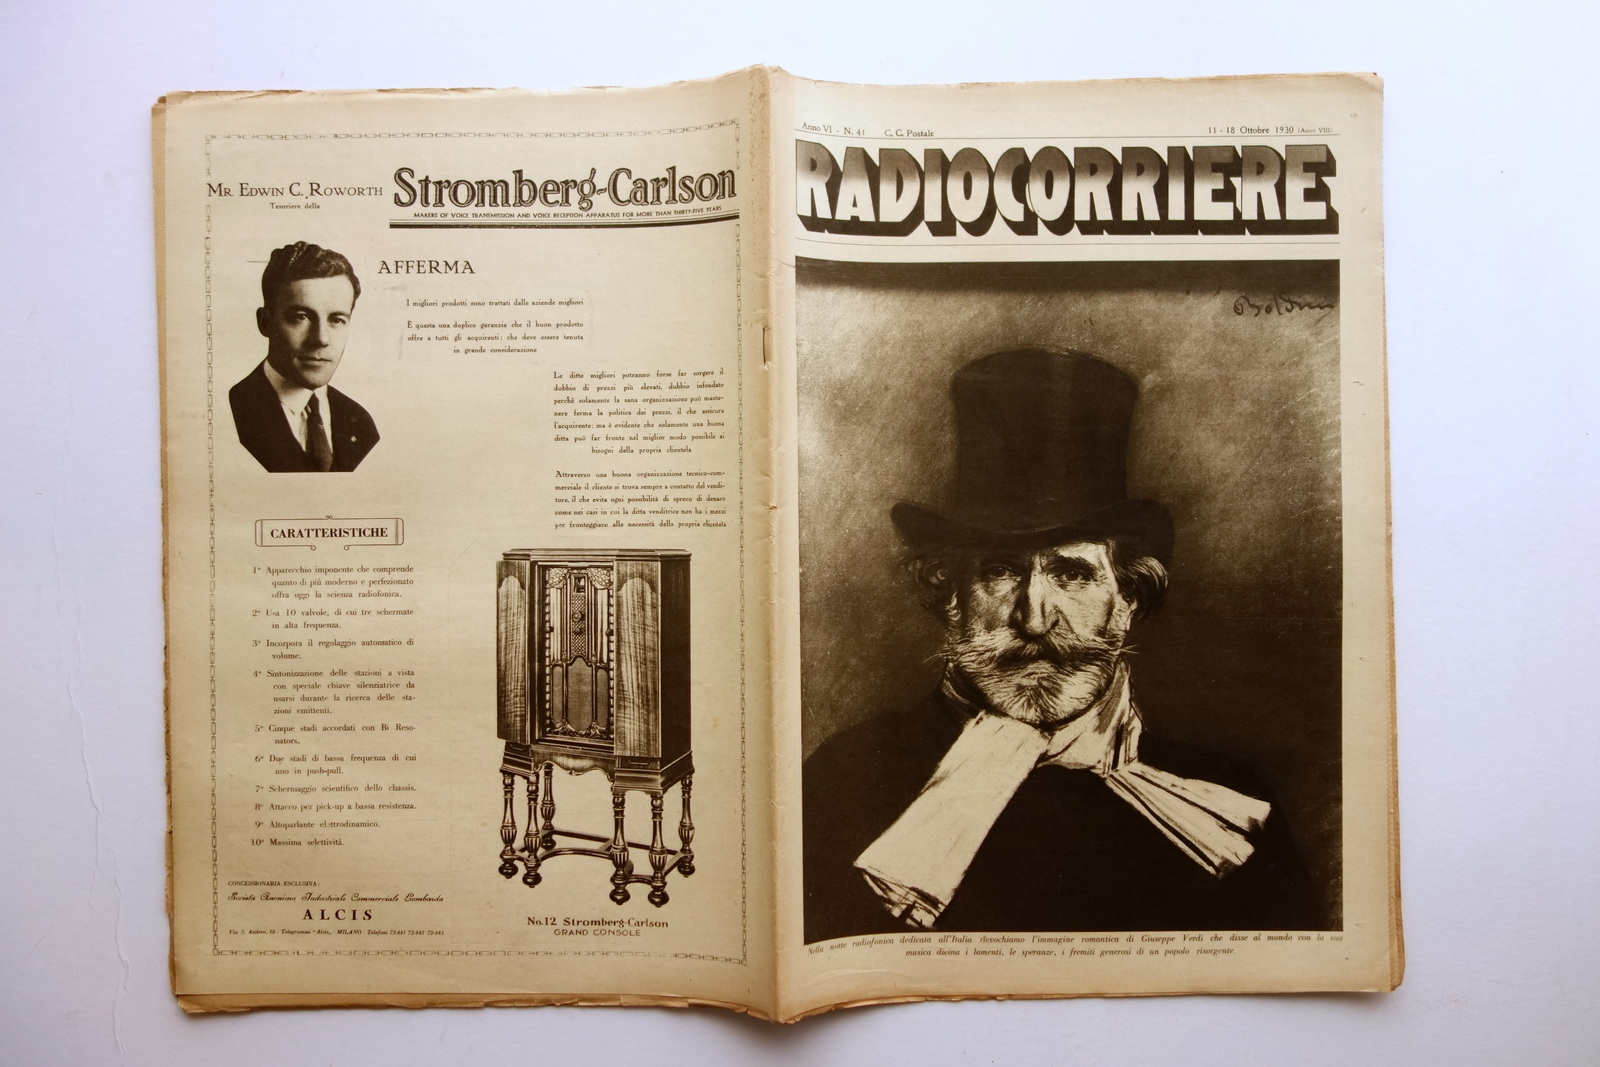 Mr. Edwin C. Roworth
Tesoriere della
Stromberg-Carlson
MAKERS OF VOICE TRANSMISSION AND VOICE RECEPTION APPARATUS FOR MORE THAN THIRTY-FIVE YEARS
AFFERMA
I migliori prodotti sono trattati dalle aziende migliori
È questa una duplice garanzia che il buon prodotto
offre a tutti gli acquirenti; che deve essere tenuta
in grande considerazione
Le ditte migliori potranno forse far sorgere il
dubbio di prezzi più elevati, dubbio infondato
perchè solamente la sana organizzazione può mante-
nere ferma la politica dei prezzi, il che assicura
l'acquirente; ma è evidente che solamente una buona
ditta può far fronte nel miglior modo possibile ai
bisogni della propria clientela
Attraverso una buona organizzazione tecnico-com-
merciale il cliente si trova sempre a contatto del vendi-
tore, il che evita ogni possibilità di spreco di denaro
come nei casi in cui la ditta venditrice non ha i mezzi
per fronteggiare alle necessità della propria clientela
CARATTERISTICHE
1° Apparecchio imponente che comprende
quanto di più moderno e perfezionato
offra oggi la scienza radiofonica.
2° Usa 10 valvole, di cui tre schermate
in alta frequenza.
3° Incorpora il regolaggio automatico di
volume.
4° Sintonizzazione delle stazioni a vista
con speciale chiave silenziatrice da
usarsi durante la ricerca delle sta-
zioni emittenti.
5° Cinque stadi accordati con Bi Reso-
nators.
6° Due stadi di bassa frequenza di cui
uno in push-pull.
7° Schermaggio scientifico dello chassis.
8° Attacco per pick-up a bassa resistenza.
9° Altoparlante elettrodinamico.
10° Massima selettività.
CONCESSIONARIA ESCLUSIVA:
Società Anonima Industriale Commerciale Lombarda
ALCIS
Via S. Andrea, 18 - Telegrammi "Alcis" - MILANO - Telefoni 72-441 72-442 72-443
No.12 Stromberg-Carlson
GRAND CONSOLE
Anno VI - N. 41 C. C. Postale 11 - 18 Ottobre 1930 (Anno VIII)
RADIOCORRIERE
Boldini
Nella notte radiofonica dedicata all'Italia rievochiamo l'immagine romantica di Giuseppe Verdi che disse al mondo con la sua
musica divina i lamenti, le speranze, i fremiti generosi di un popolo risorgente.